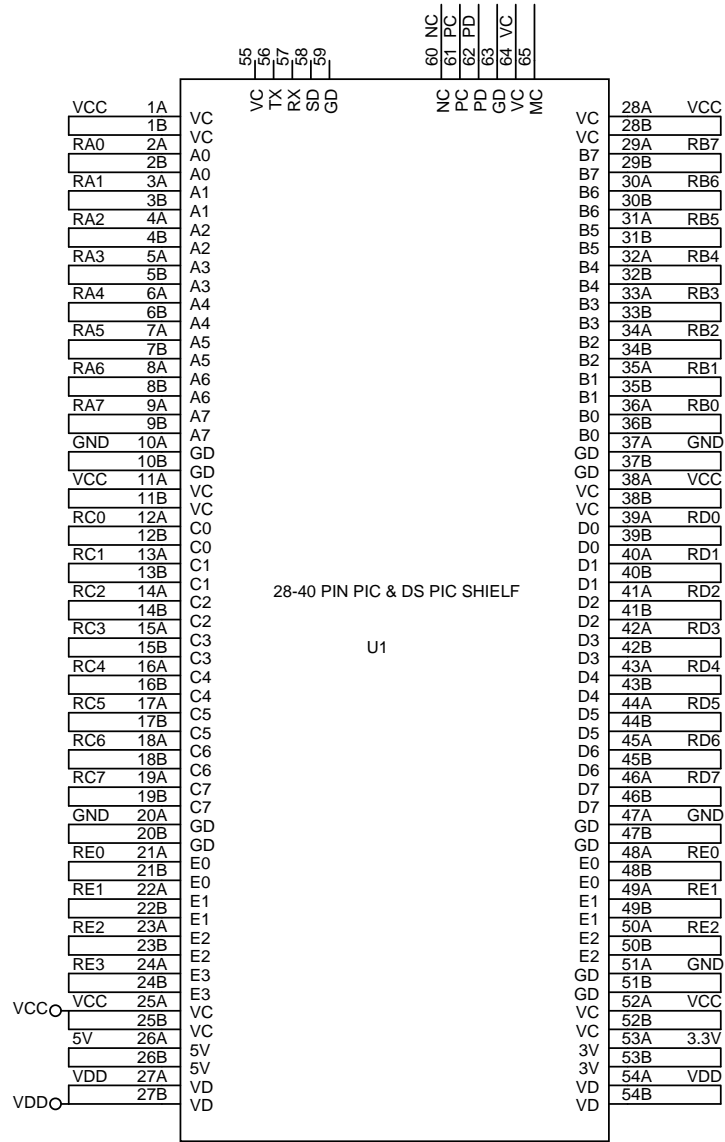 55 56 57 58 59 60 NC 61 PC 62 PD 63 64 VC 65
VC TX RX SD GD NC PC PD GD VC MC
VCC 1A VC VC 28A VCC
1B VC VC 28B
RA0 2A A0 B7 29A RB7
2B A0 B7 29B
RA1 3A A1 B6 30A RB6
3B A1 B6 30B
RA2 4A A2 B5 31A RB5
4B A2 B5 31B
RA3 5A A3 B4 32A RB4
5B A3 B4 32B
RA4 6A A4 B3 33A RB3
6B A4 B3 33B
RA5 7A A5 B2 34A RB2
7B A5 B2 34B
RA6 8A A6 B1 35A RB1
8B A6 B1 35B
RA7 9A A7 B0 36A RB0
9B A7 B0 36B
GND 10A GD GD 37A GND
10B GD GD 37B
VCC 11A VC VC 38A VCC
11B VC VC 38B
RC0 12A C0 D0 39A RD0
12B C0 D0 39B
RC1 13A C1 D1 40A RD1
13B C1 D1 40B
28-40 PIN PIC & DS PIC SHIELF
RC2 14A C2 D2 41A RD2
14B C2 D2 41B
RC3 15A C3 D3 42A RD3
15B C3 D3 42B
U1
RC4 16A C4 D4 43A RD4
16B C4 D4 43B
RC5 17A C5 D5 44A RD5
17B C5 D5 44B
RC6 18A C6 D6 45A RD6
18B C6 D6 45B
RC7 19A C7 D7 46A RD7
19B C7 D7 46B
GND 20A GD GD 47A GND
20B GD GD 47B
RE0 21A E0 E0 48A RE0
21B E0 E0 48B
RE1 22A E1 E1 49A RE1
22B E1 E1 49B
RE2 23A E2 E2 50A RE2
23B E2 E2 50B
RE3 24A E3 GD 51A GND
24B E3 GD 51B
VCC VCC 25A VC VC 52A VCC
25B VC VC 52B
5V 26A 5V 3V 53A 3.3V
26B 5V 3V 53B
VDD 27A VD VD 54A VDD
VDD 27B VD VD 54B